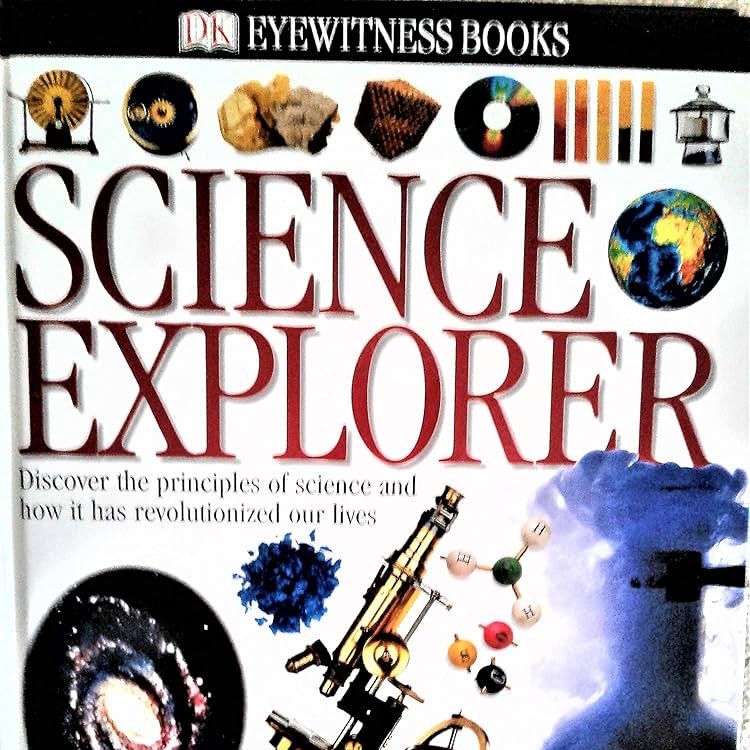 DK EYEWITNESS BOOKS
SCIENCE
EXPLORER
Discover the principles of science and
how it has revolutionized our lives
H
H
H